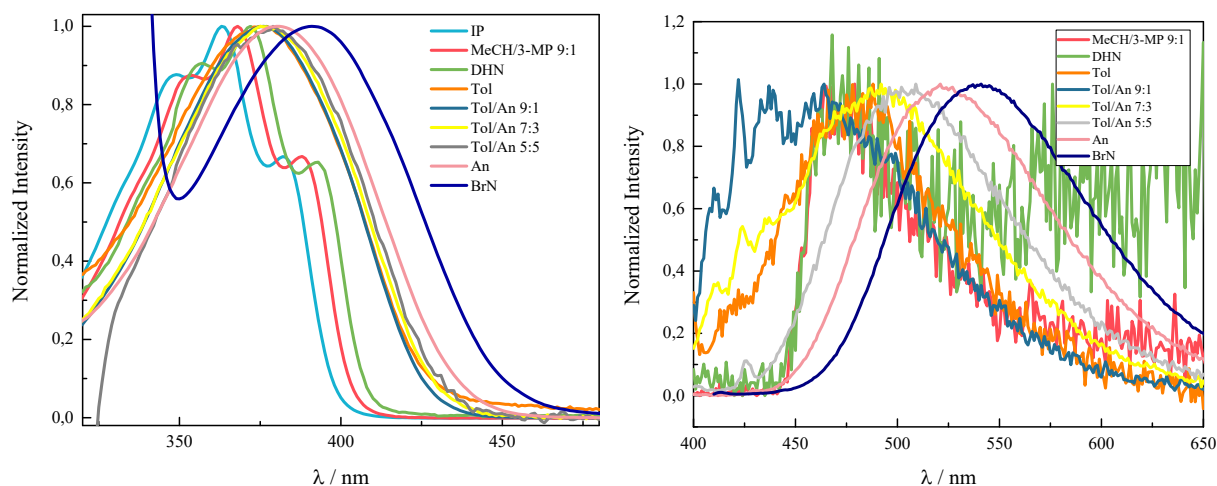 1,0
0,8
0,6
0,4
0,2
0,0
Normalized Intensity
350
400
450
λ / nm
IP
MeCH/3-MP 9:1
DHN
Tol
Tol/An 9:1
Tol/An 7:3
Tol/An 5:5
An
BrN
1,2
1,0
0,8
0,6
0,4
0,2
0,0
Normalized Intensity
400
450
500
550
600
650
λ / nm
MeCH/3-MP 9:1
DHN
Tol
Tol/An 9:1
Tol/An 7:3
Tol/An 5:5
An
BrN